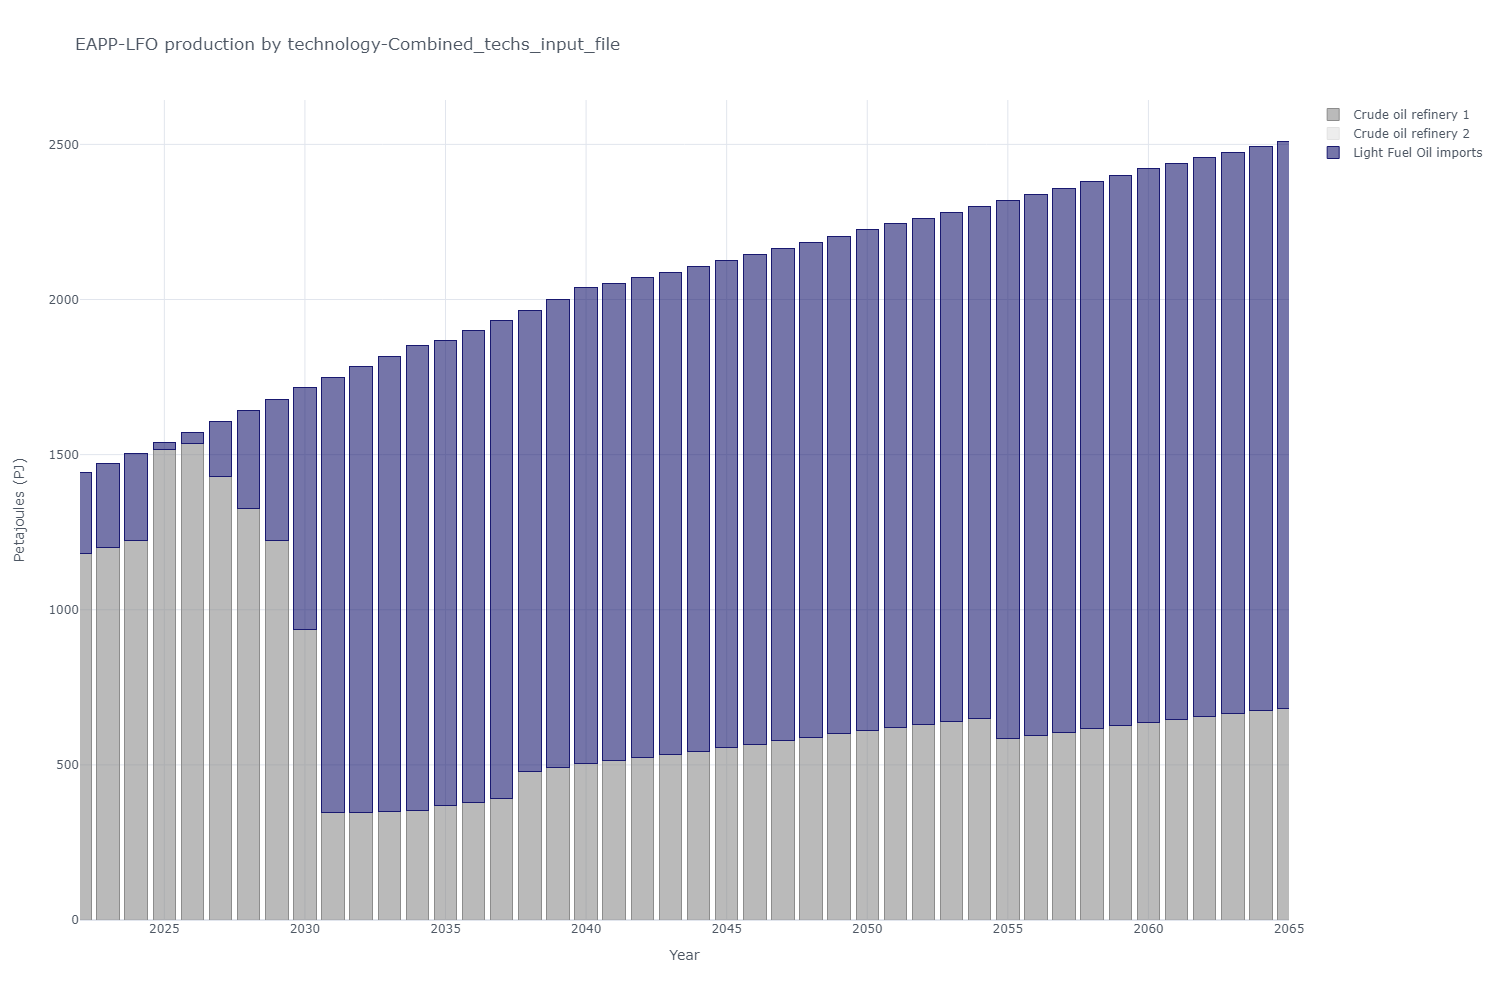 EAPP-LFO production by technology-Combined_techs_input_file
Crude oil refinery 1
Crude oil refinery 2
Light Fuel Oil imports
2500
2000
1500
1000
500
0
Petajoules (PJ)
2025 2030 2035 2040 2045 2050 2055 2060 2065
Year